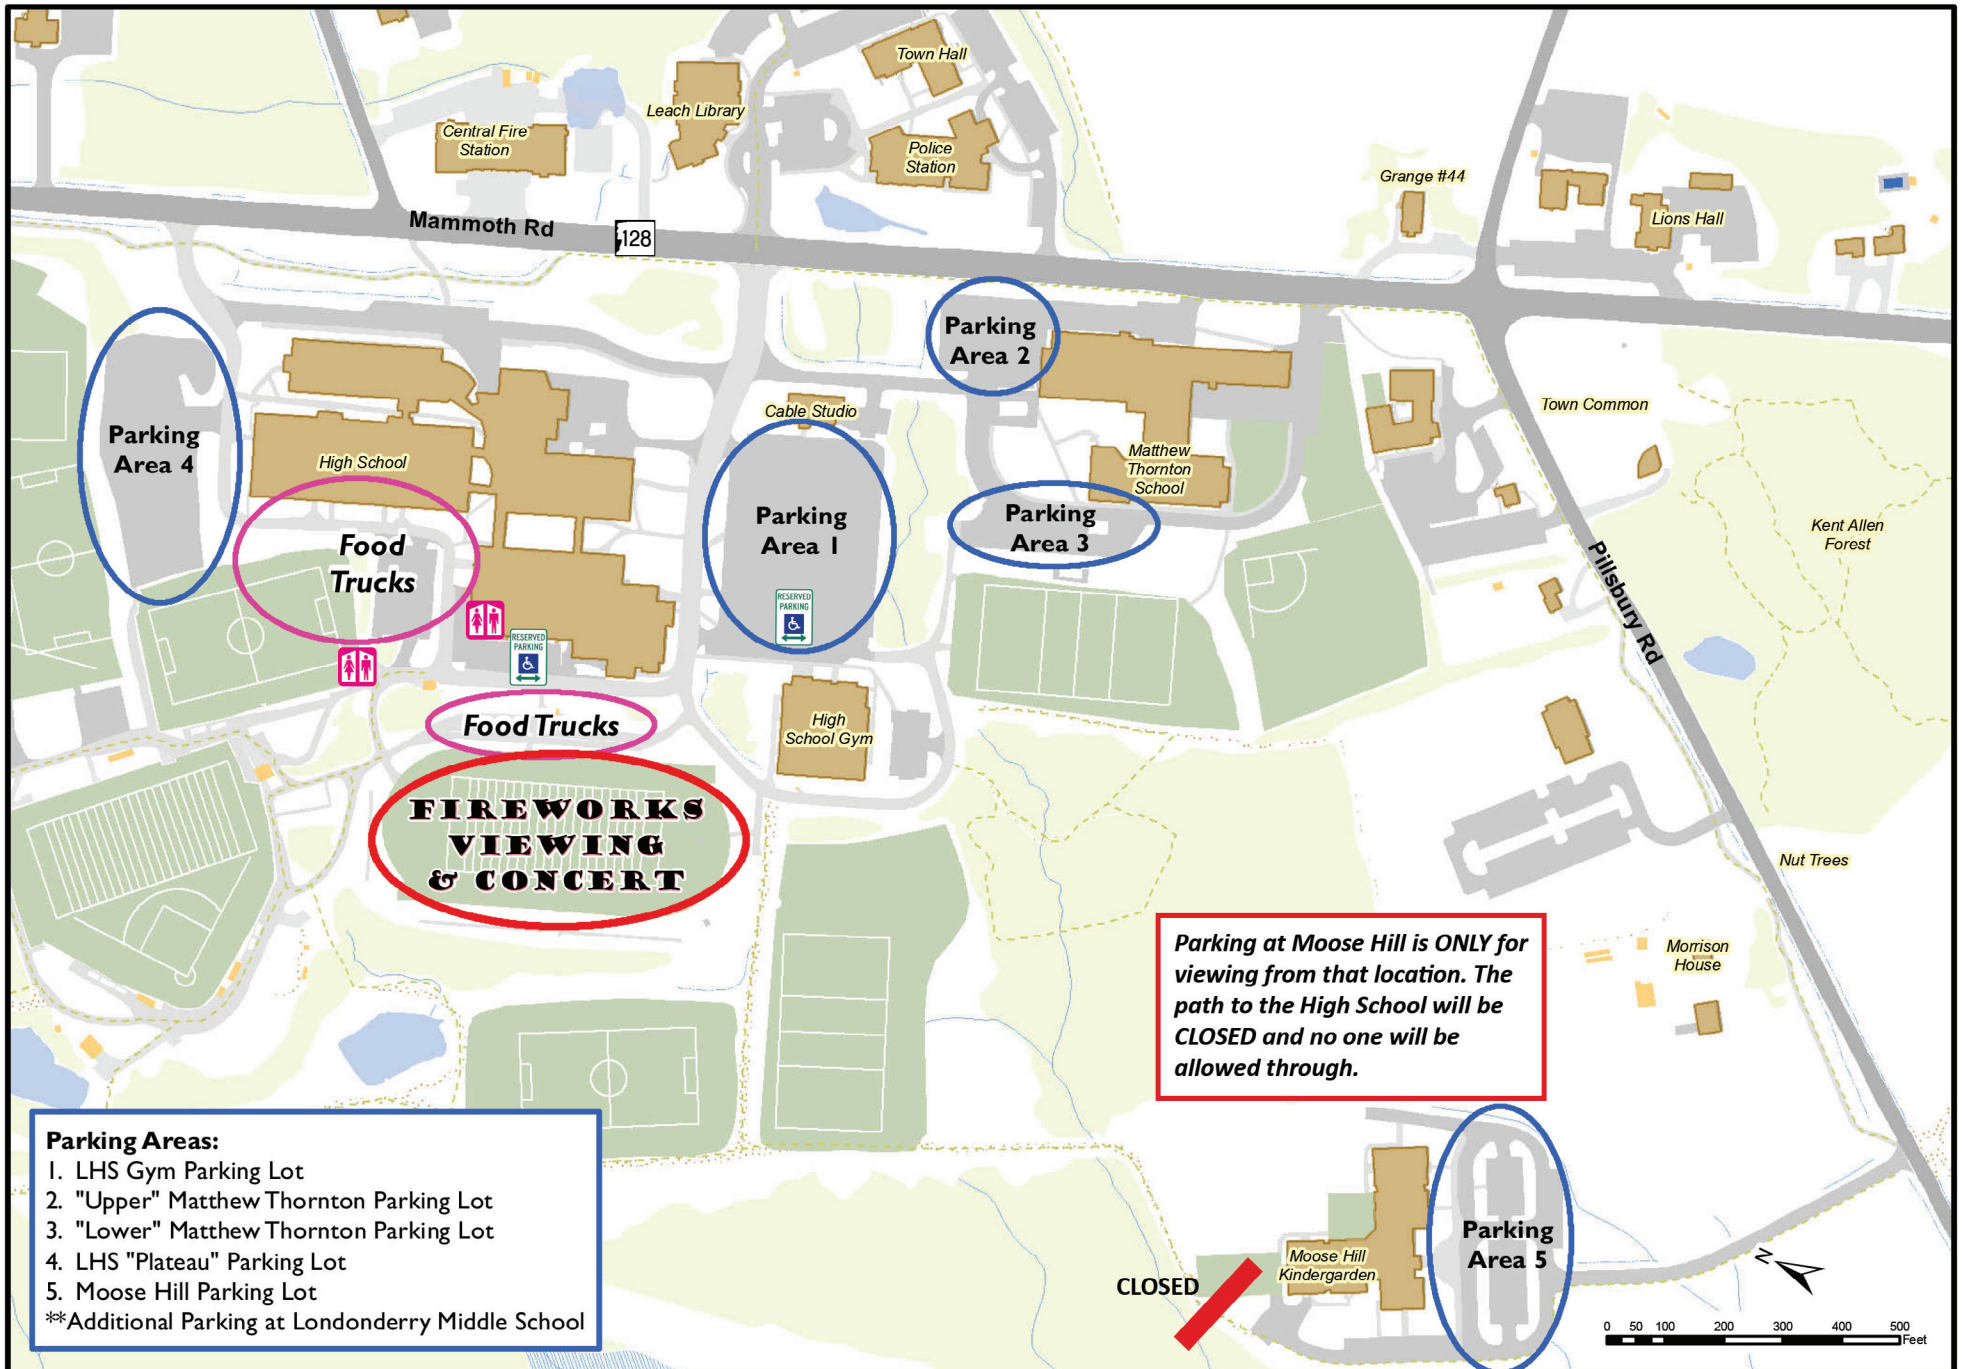 Town Hall
Leach Library
Central Fire
Station
Police
Station
Grange #44
Lions Hall
Mammoth Rd
128
Parking
Area 2
Cable Studio
Town Common
Parking
Area 4
High School
Matthew
Thornton
School
Parking
Area 1
Parking
Area 3
Kent Allen
Forest
Food
Trucks
Pillsbury Rd
RESERVED
PARKING
RESERVED
PARKING
Food Trucks
High
School Gym
FIREWORKS
VIEWING
& CONCERT
Nut Trees
Morrison
House
Parking at Moose Hill is ONLY for
viewing from that location. The
path to the High School will be
CLOSED and no one will be
allowed through.
Parking Areas:
1. LHS Gym Parking Lot
2. "Upper" Matthew Thornton Parking Lot
3. "Lower" Matthew Thornton Parking Lot
4. LHS "Plateau" Parking Lot
5. Moose Hill Parking Lot
**Additional Parking at Londonderry Middle School
Parking
Area 5
Moose Hill
Kindergarden
CLOSED
N
0 50 100 200 300 400 500
Feet